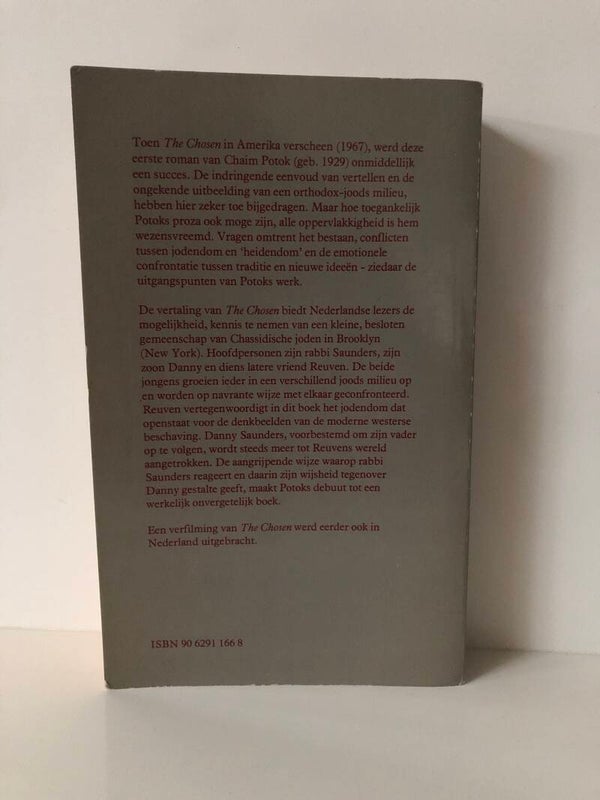 Toen The Chosen in Amerika verscheen (1967), werd deze
eerste roman van Chaim Potok (geb. 1929) onmiddellijk
een succes. De indringende eenvoud van vertellen en de
ongekende uitbeelding van een orthodox-joods milieu,
hebben hier zeker toe bijgedragen. Maar hoe toegankelijk
Potoks proza ook moge zijn, alle oppervlakkigheid is hem
wezensvreemd. Vragen omtrent het bestaan, conflicten
tussen jodendom en 'heidendom' en de emotionele
confrontatie tussen traditie en nieuwe ideeën - ziedaar de
uitgangspunten van Potoks werk.
De vertaling van The Chosen biedt Nederlandse lezers de
mogelijkheid, kennis te nemen van een kleine, besloten
gemeenschap van Chassidische joden in Brooklyn
(New York). Hoofdpersonen zijn rabbi Saunders, zijn
zoon Danny en diens latere vriend Reuven. De beide
jongens groeien ieder in een verschillend joods milieu op
en worden op navrante wijze met elkaar geconfronteerd.
Reuven vertegenwoordigt in dit boek het jodendom dat
openstaat voor de denkbeelden van de moderne westerse
beschaving. Danny Saunders, voorbestemd om zijn vader
op te volgen, wordt steeds meer tot Reuvens wereld
aangetrokken. De aangrijpende wijze waarop rabbi
Saunders reageert en daarin zijn wijsheid tegenover
Danny gestalte geeft, maakt Potoks debuut tot een
werkelijk onvergetelijk boek.
Een verfilming van The Chosen werd eerder ook in
Nederland uitgebracht.
ISBN 90 6291 166 8